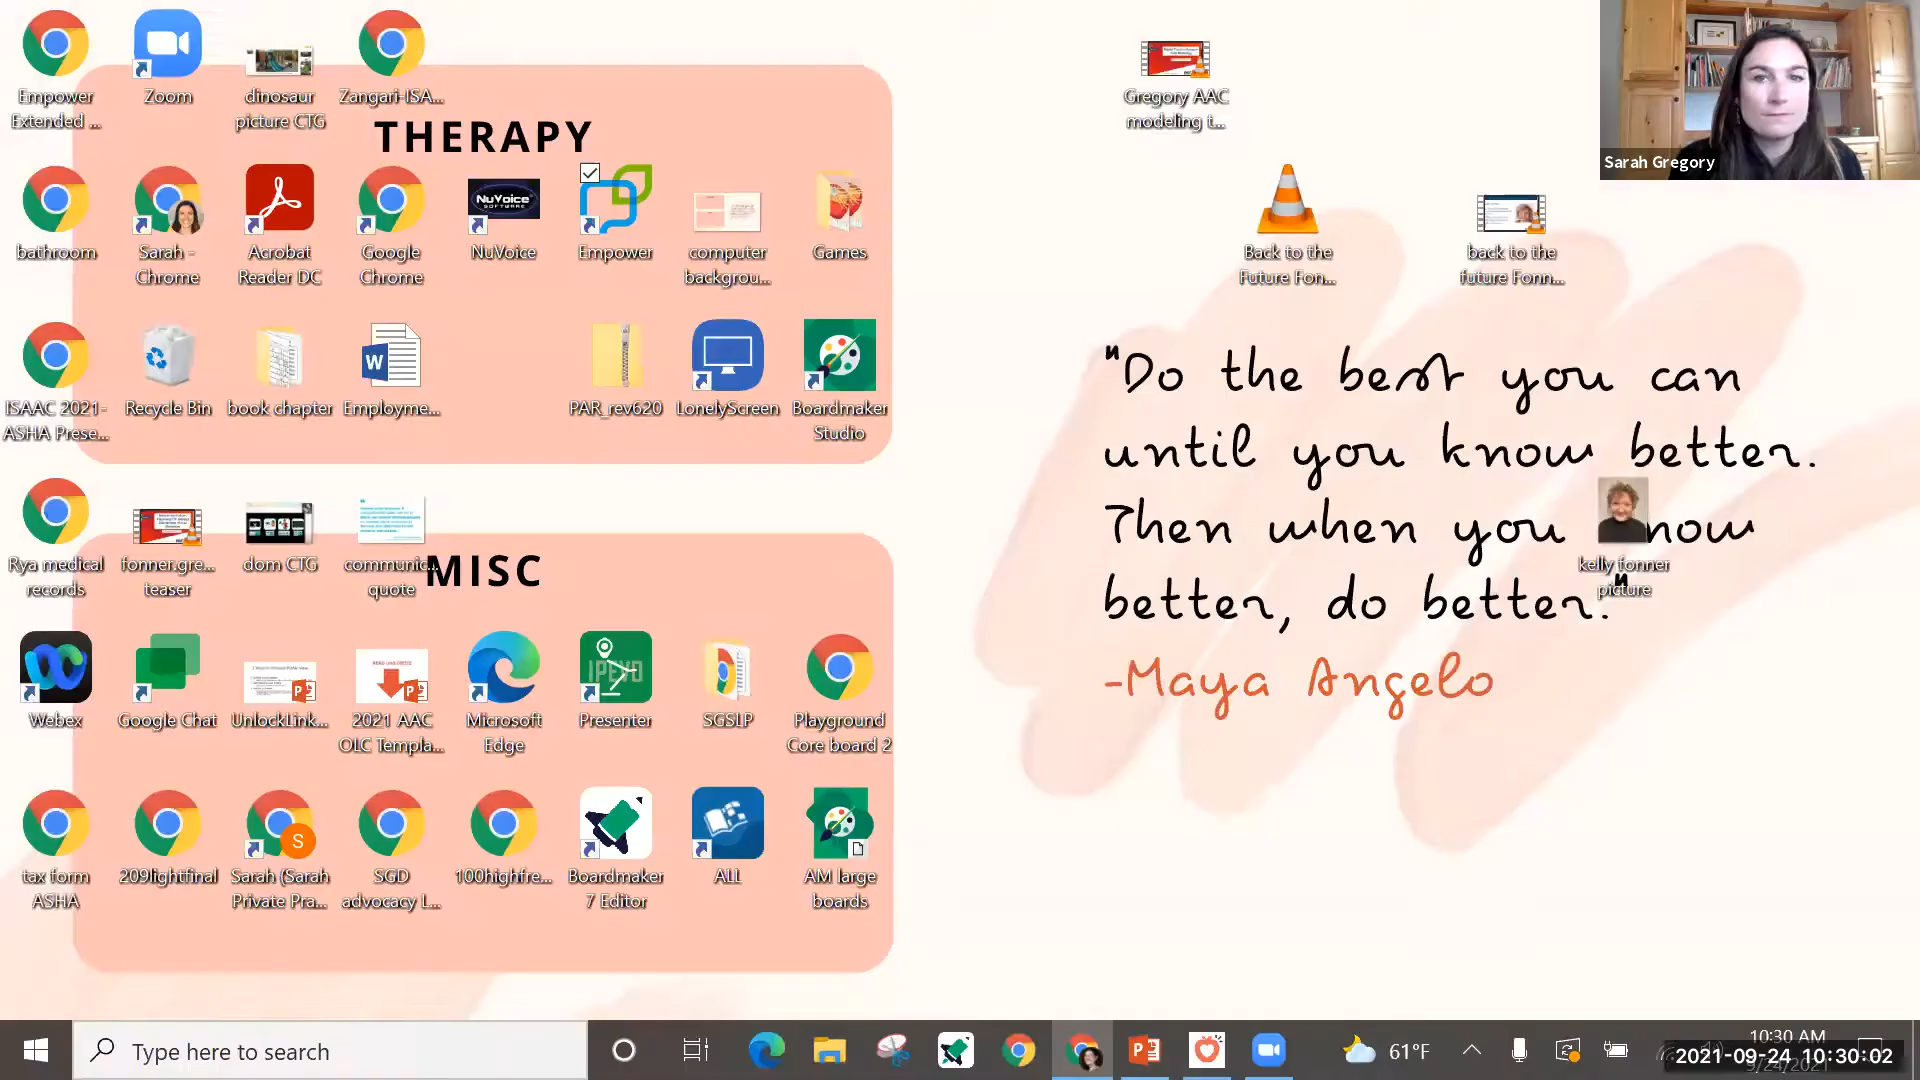 Empower
Extended ...
Zoom
dinosaur
picture CTG
Zangari-ISA...
THERAPY
bathroom
Sarah -
Chrome
Acrobat
Reader DC
Google
Chrome
NuVoice
SOFTWARE
NuVoice
Empower
computer
backgrou...
Games
ISAAC 2021-
ASHA Prese...
Recycle Bin
book chapter
Employme...
PAR_rev620
LonelyScreen
Boardmaker
Studio
Rya medical
records
fonner.gre...
teaser
dom CTG
communic...
quote
MISC
Webex
Google Chat
UnlockLink...
2021 AAC
OLC Templa...
Microsoft
Edge
IPEVO
Presenter
SGSLP
Playground
Core board 2
tax form
ASHA
209lightfinal
S
Sarah (Sarah
Private Pra...
SGD
advocacy L...
100highfre...
Boardmaker
7 Editor
ALL
AM large
boards
Gregory AAC
modeling t...
Back to the
Future Fon...
back to the
future Fonn...
"Do the best you can
until you know better.
Then when you now
better, do better."
-Maya Angelo
kelly fonner
picture
Sarah Gregory
Type here to search
61°F
10:30 AM
2021-09-24 10:30:02